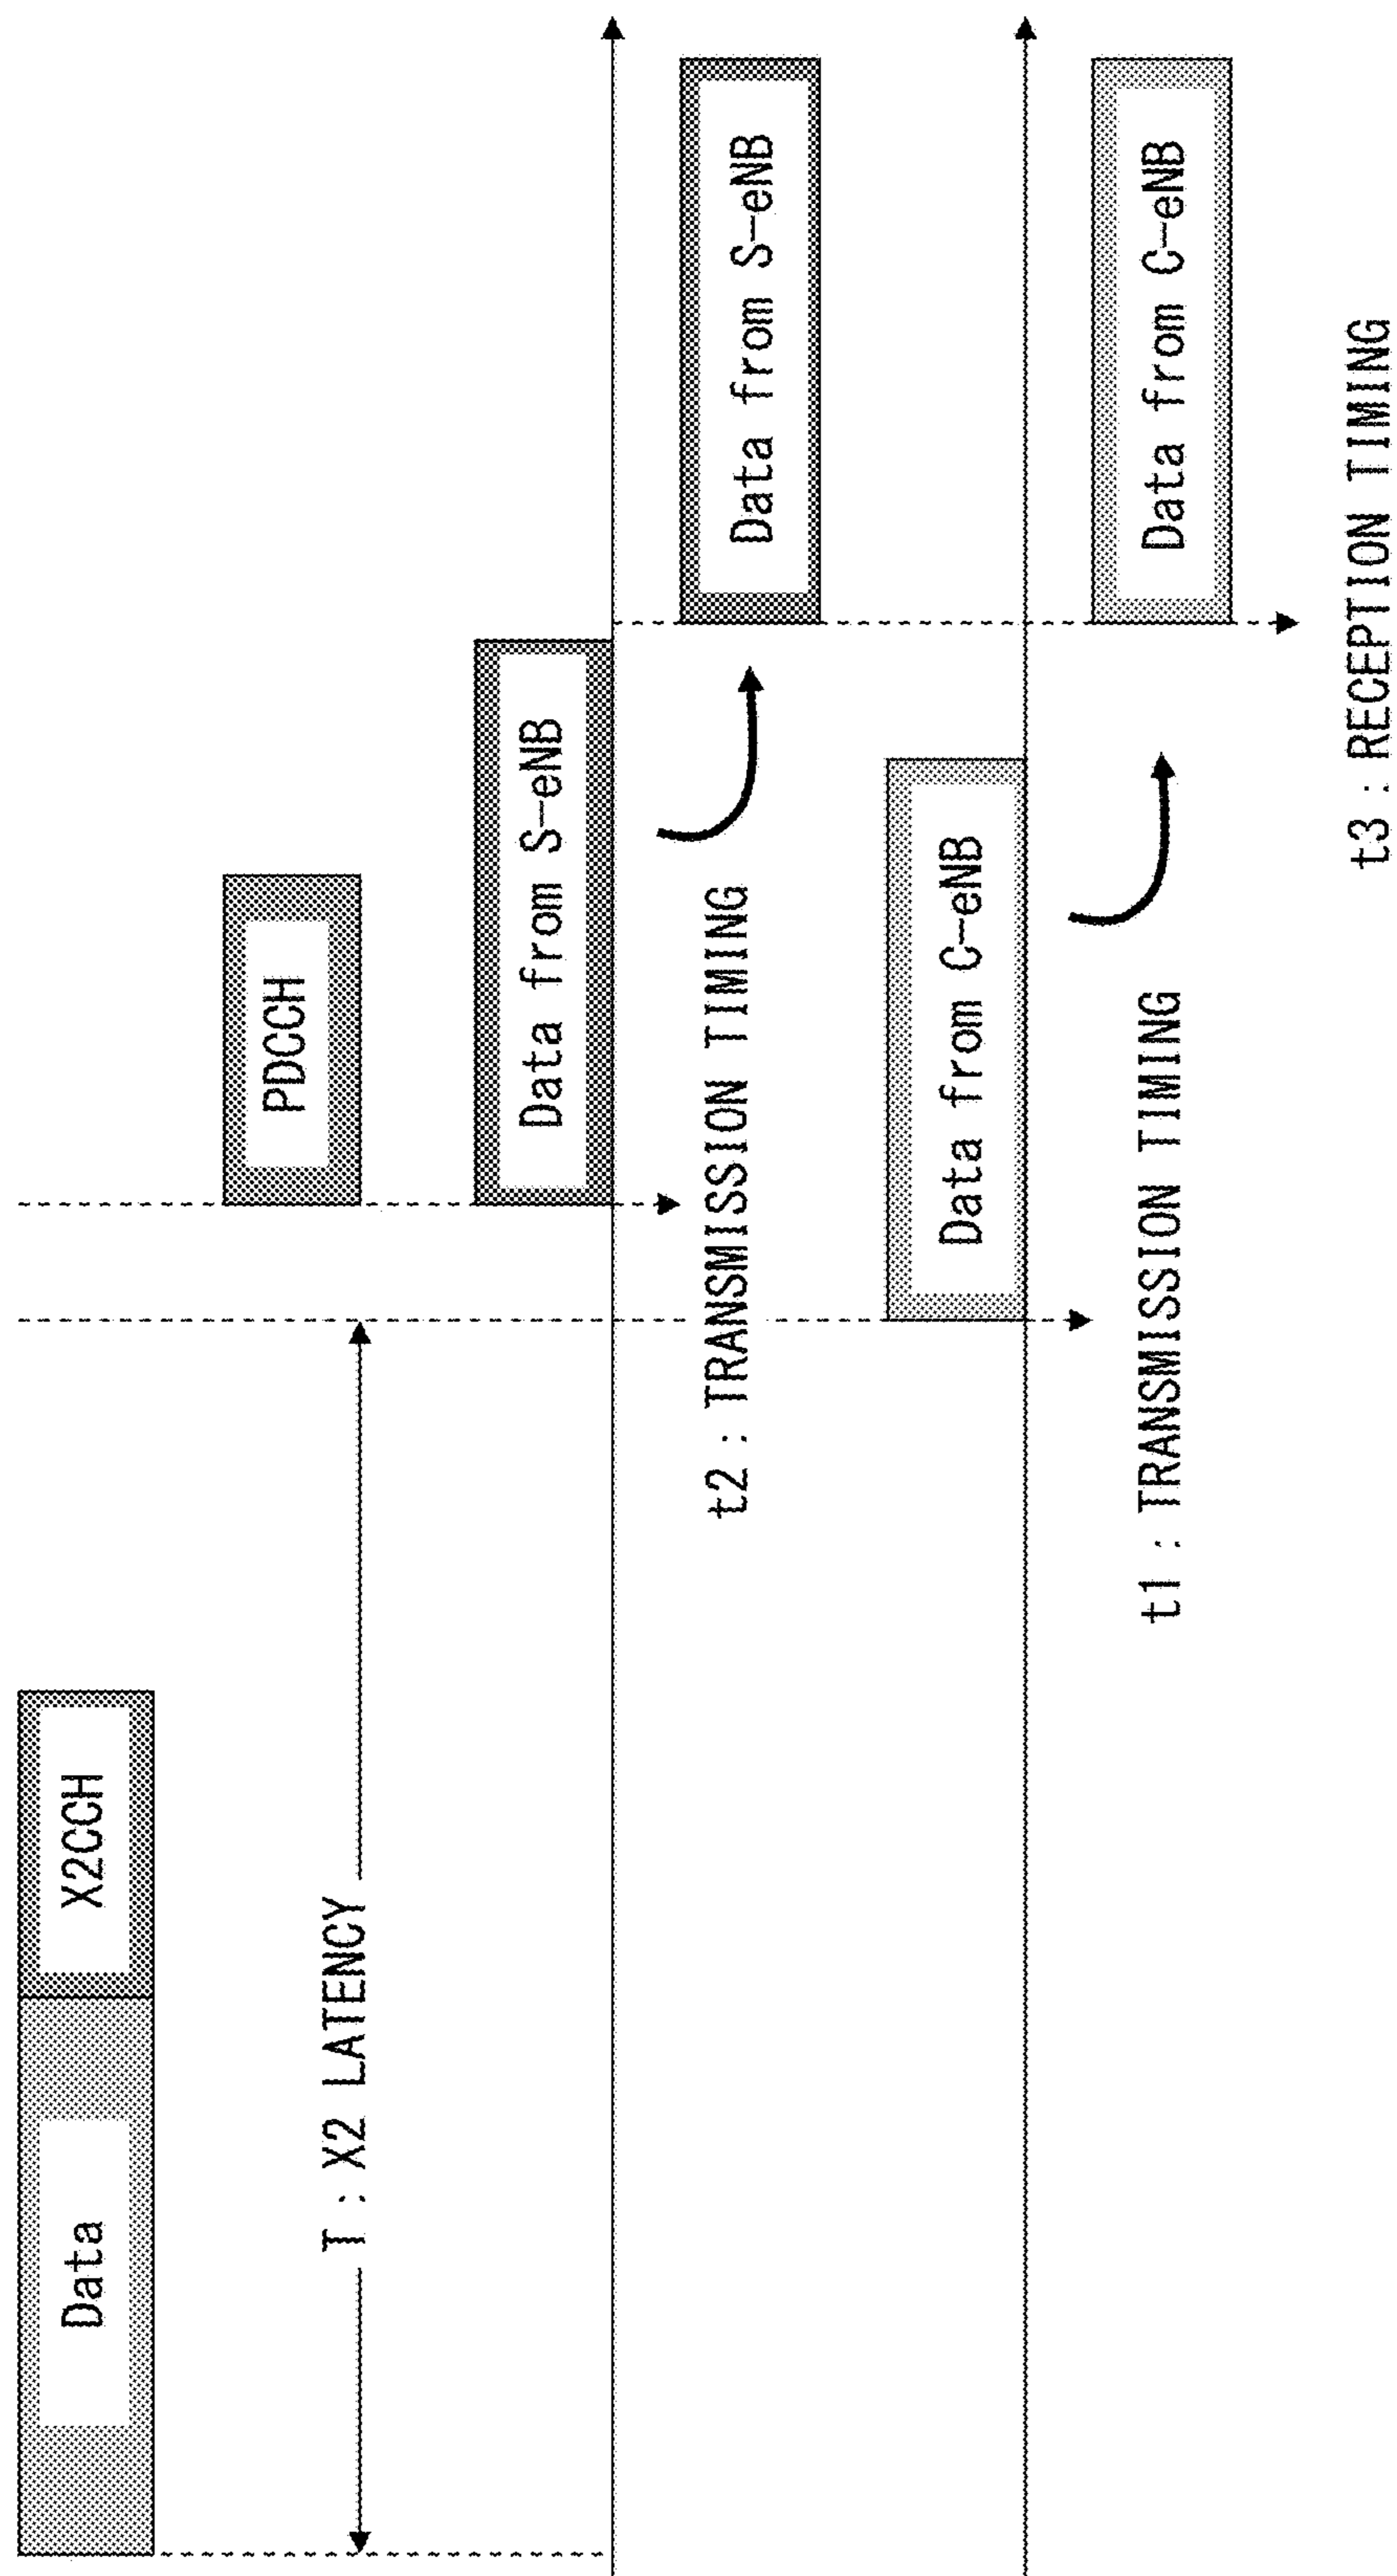 Data
X2CCH
T : X2 LATENCY
PDCCH
Data from S-eNB
t2 : TRANSMISSION TIMING
Data from S-eNB
Data from C-eNB
t1 : TRANSMISSION TIMING
Data from C-eNB
t3 : RECEPTION TIMING